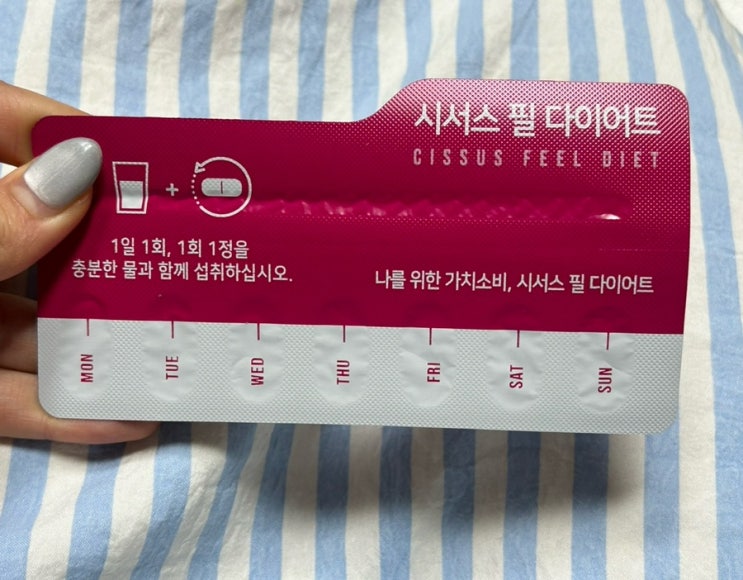 시서스 필 다이어트
CISSUS FEEL DIET
+
1일 1회, 1회 1정을
충분한 물과 함께 섭취하십시오.
나를 위한 가치소비, 시서스 필 다이어트
MON TUE WED THU FRI SAT SUN